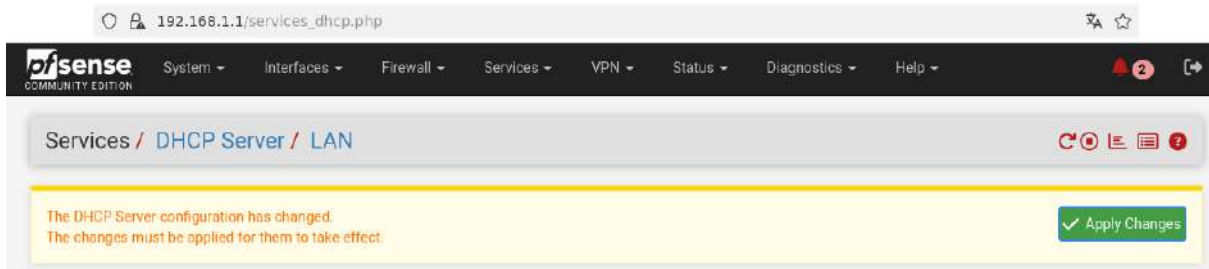 192.168.1.1/services_dhcp.php
pfsense
COMMUNITY EDITION
System
Interfaces
Firewall
Services
VPN
Status
Diagnostics
Help
2
Services / DHCP Server / LAN
The DHCP Server configuration has changed.
The changes must be applied for them to take effect.
Apply Changes